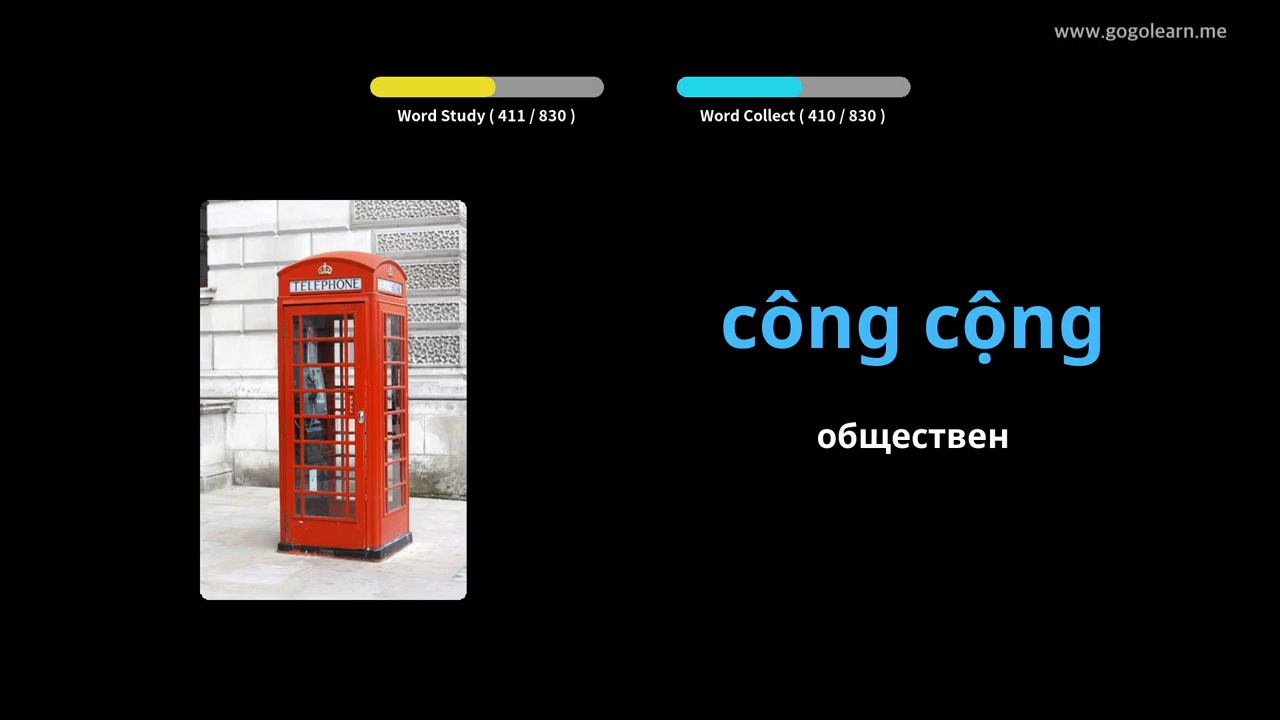 www.gogolearn.me
Word Study ( 411 / 830 )
Word Collect ( 410 / 830 )
TELEPHONE
công cộng
обществен